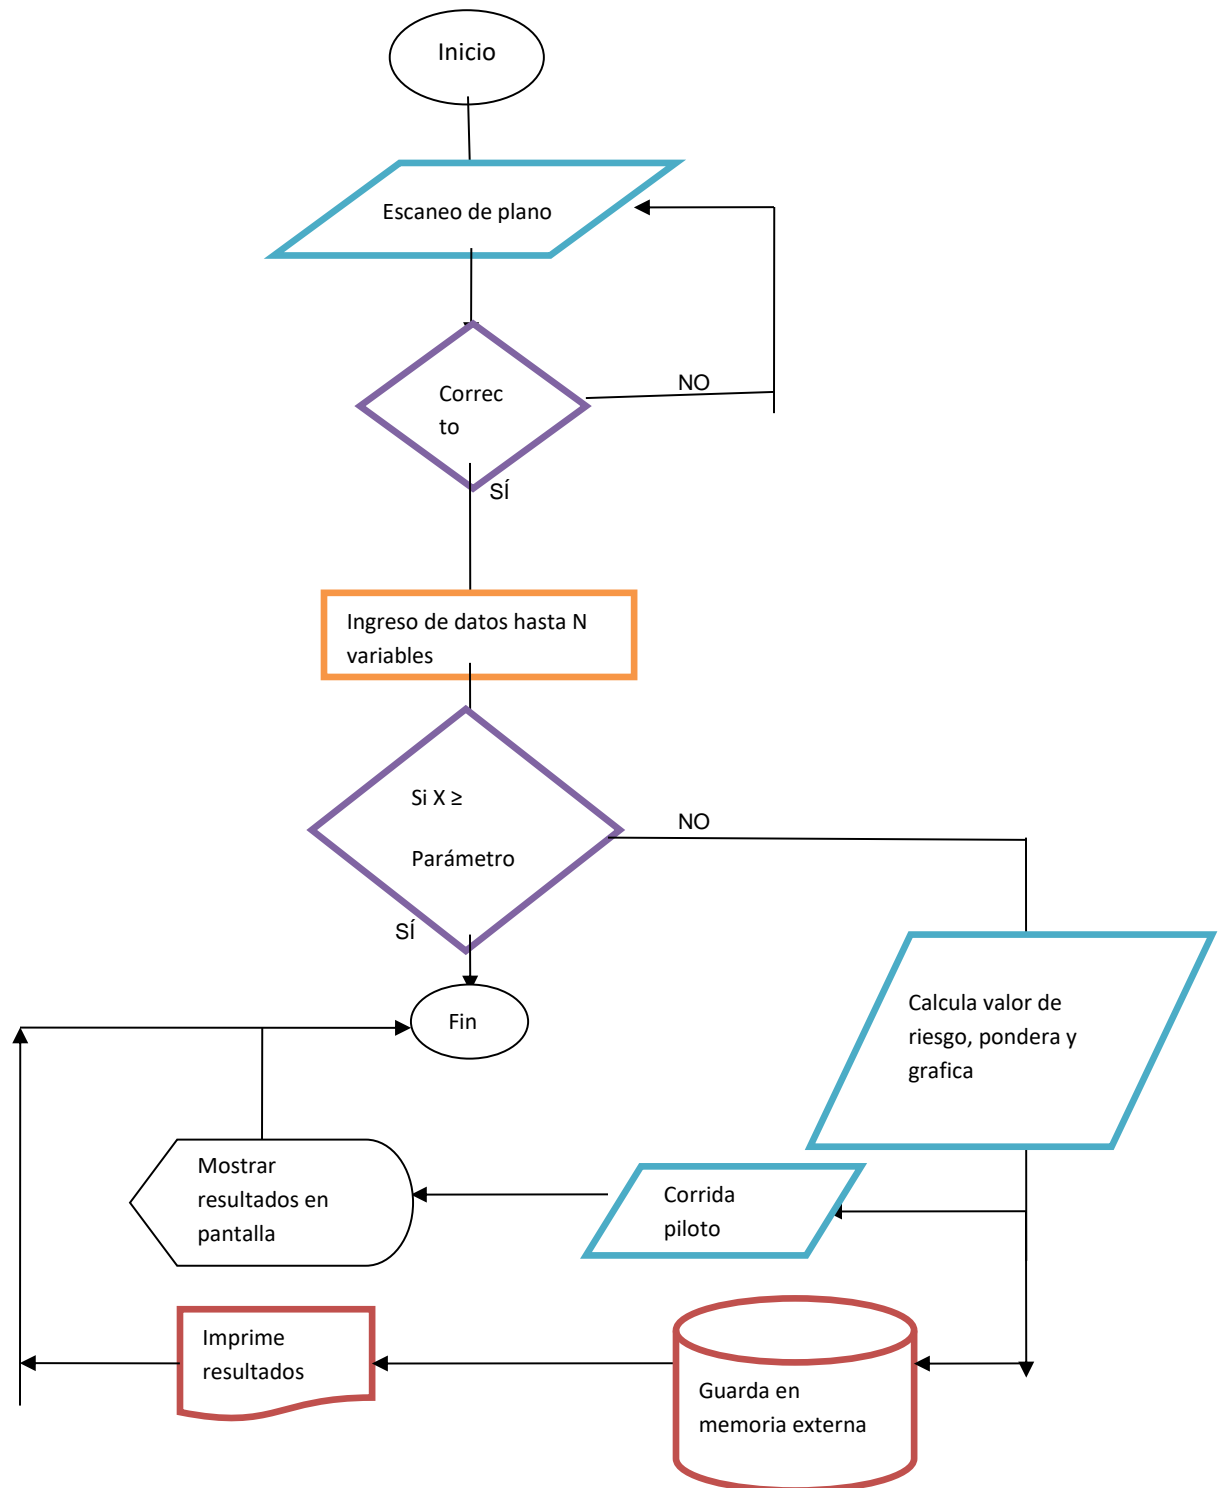 Inicio
Escaneo de plano
Correc
to
NO
SÍ
Ingreso de datos hasta N
variables
Si X ≥
Parámetro
NO
SÍ
Fin
Calcula valor de
riesgo, pondera y
grafica
Mostrar
resultados en
pantalla
Corrida
piloto
Imprime
resultados
Guarda en
memoria externa